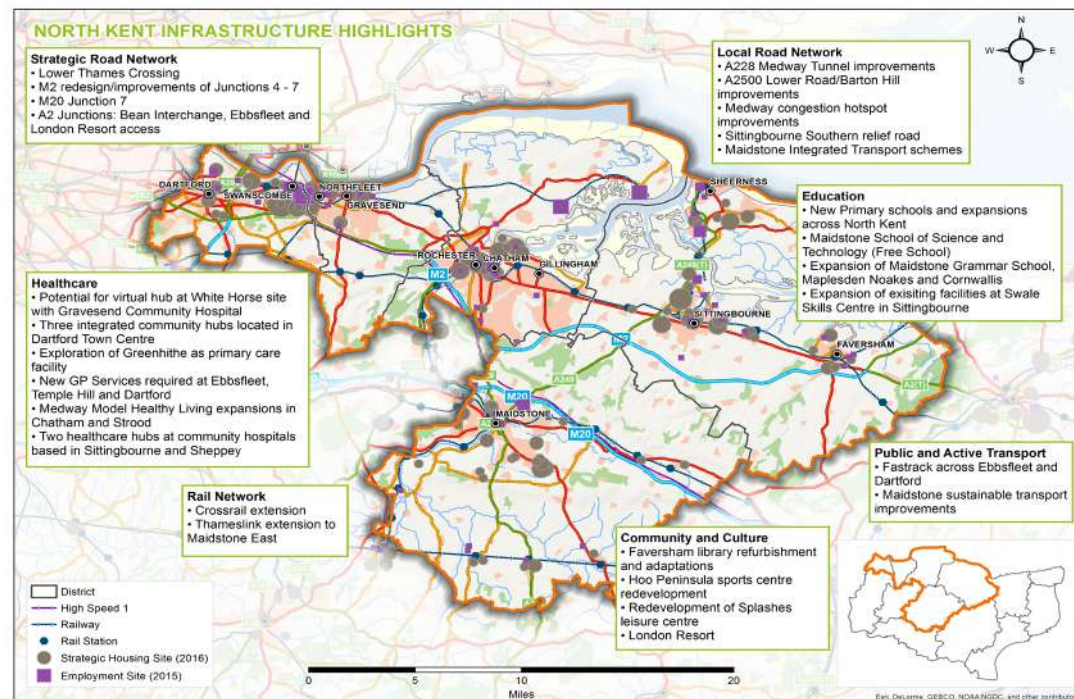 NORTH KENT INFRASTRUCTURE HIGHLIGHTS
Strategic Road Network
• Lower Thames Crossing
• M2 redesign/improvements of Junctions 4 - 7
• M20 Junction 7
• A2 Junctions: Bean Interchange, Ebbsfleet and
London Resort access
Local Road Network
• A228 Medway Tunnel improvements
• A2500 Lower Road/Barton Hill
improvements
• Medway congestion hotspot
improvements
• Sittingbourne Southern relief road
• Maidstone Integrated Transport schemes
N
W E
S
DARTFORD
SWANSCOMBE
NORTHFLEET
GRAVESEND
SHEERNESS
Education
• New Primary schools and expansions
across North Kent
• Maidstone School of Science and
Technology (Free School)
• Expansion of Maidstone Grammar School,
Maplesden Noakes and Cornwallis
• Expansion of exisiting facilities at Swale
Skills Centre in Sittingbourne
ROCHESTER
CHATHAM
GILLINGHAM
M2
A249(T)
SITTINGBOURNE
FAVERSHAM
A2(T)
Healthcare
• Potential for virtual hub at White Horse site
with Gravesend Community Hospital
• Three integrated community hubs located in
Dartford Town Centre
• Exploration of Greenhithe as primary care
facility
• New GP Services required at Ebbsfleet,
Temple Hill and Dartford
• Medway Model Healthy Living expansions in
Chatham and Strood
• Two healthcare hubs at community hospitals
based in Sittingbourne and Sheppey
A249
M20
MAIDSTONE
M20
Public and Active Transport
• Fastrack across Ebbsfleet and
Dartford
• Maidstone sustainable transport
improvements
Rail Network
• Crossrail extension
• Thameslink extension to
Maidstone East
Community and Culture
• Faversham library refurbishment
and adaptations
• Hoo Peninsula sports centre
redevelopment
• Redevelopment of Splashes
leisure centre
• London Resort
District
High Speed 1
Railway
Rail Station
Strategic Housing Site (2016)
Employment Site (2015)
0 5 10 20
Miles
Esri, DeLorme, GEBCO, NOAA NGDC, and other contributors